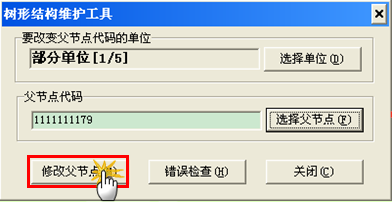 树形结构维护工具
要改变父节点代码的单位
部分单位[1/5]
选择单位(D)
父节点代码
1111111179
选择父节点(F)
修改父节点
错误检查(H)
关闭(C)